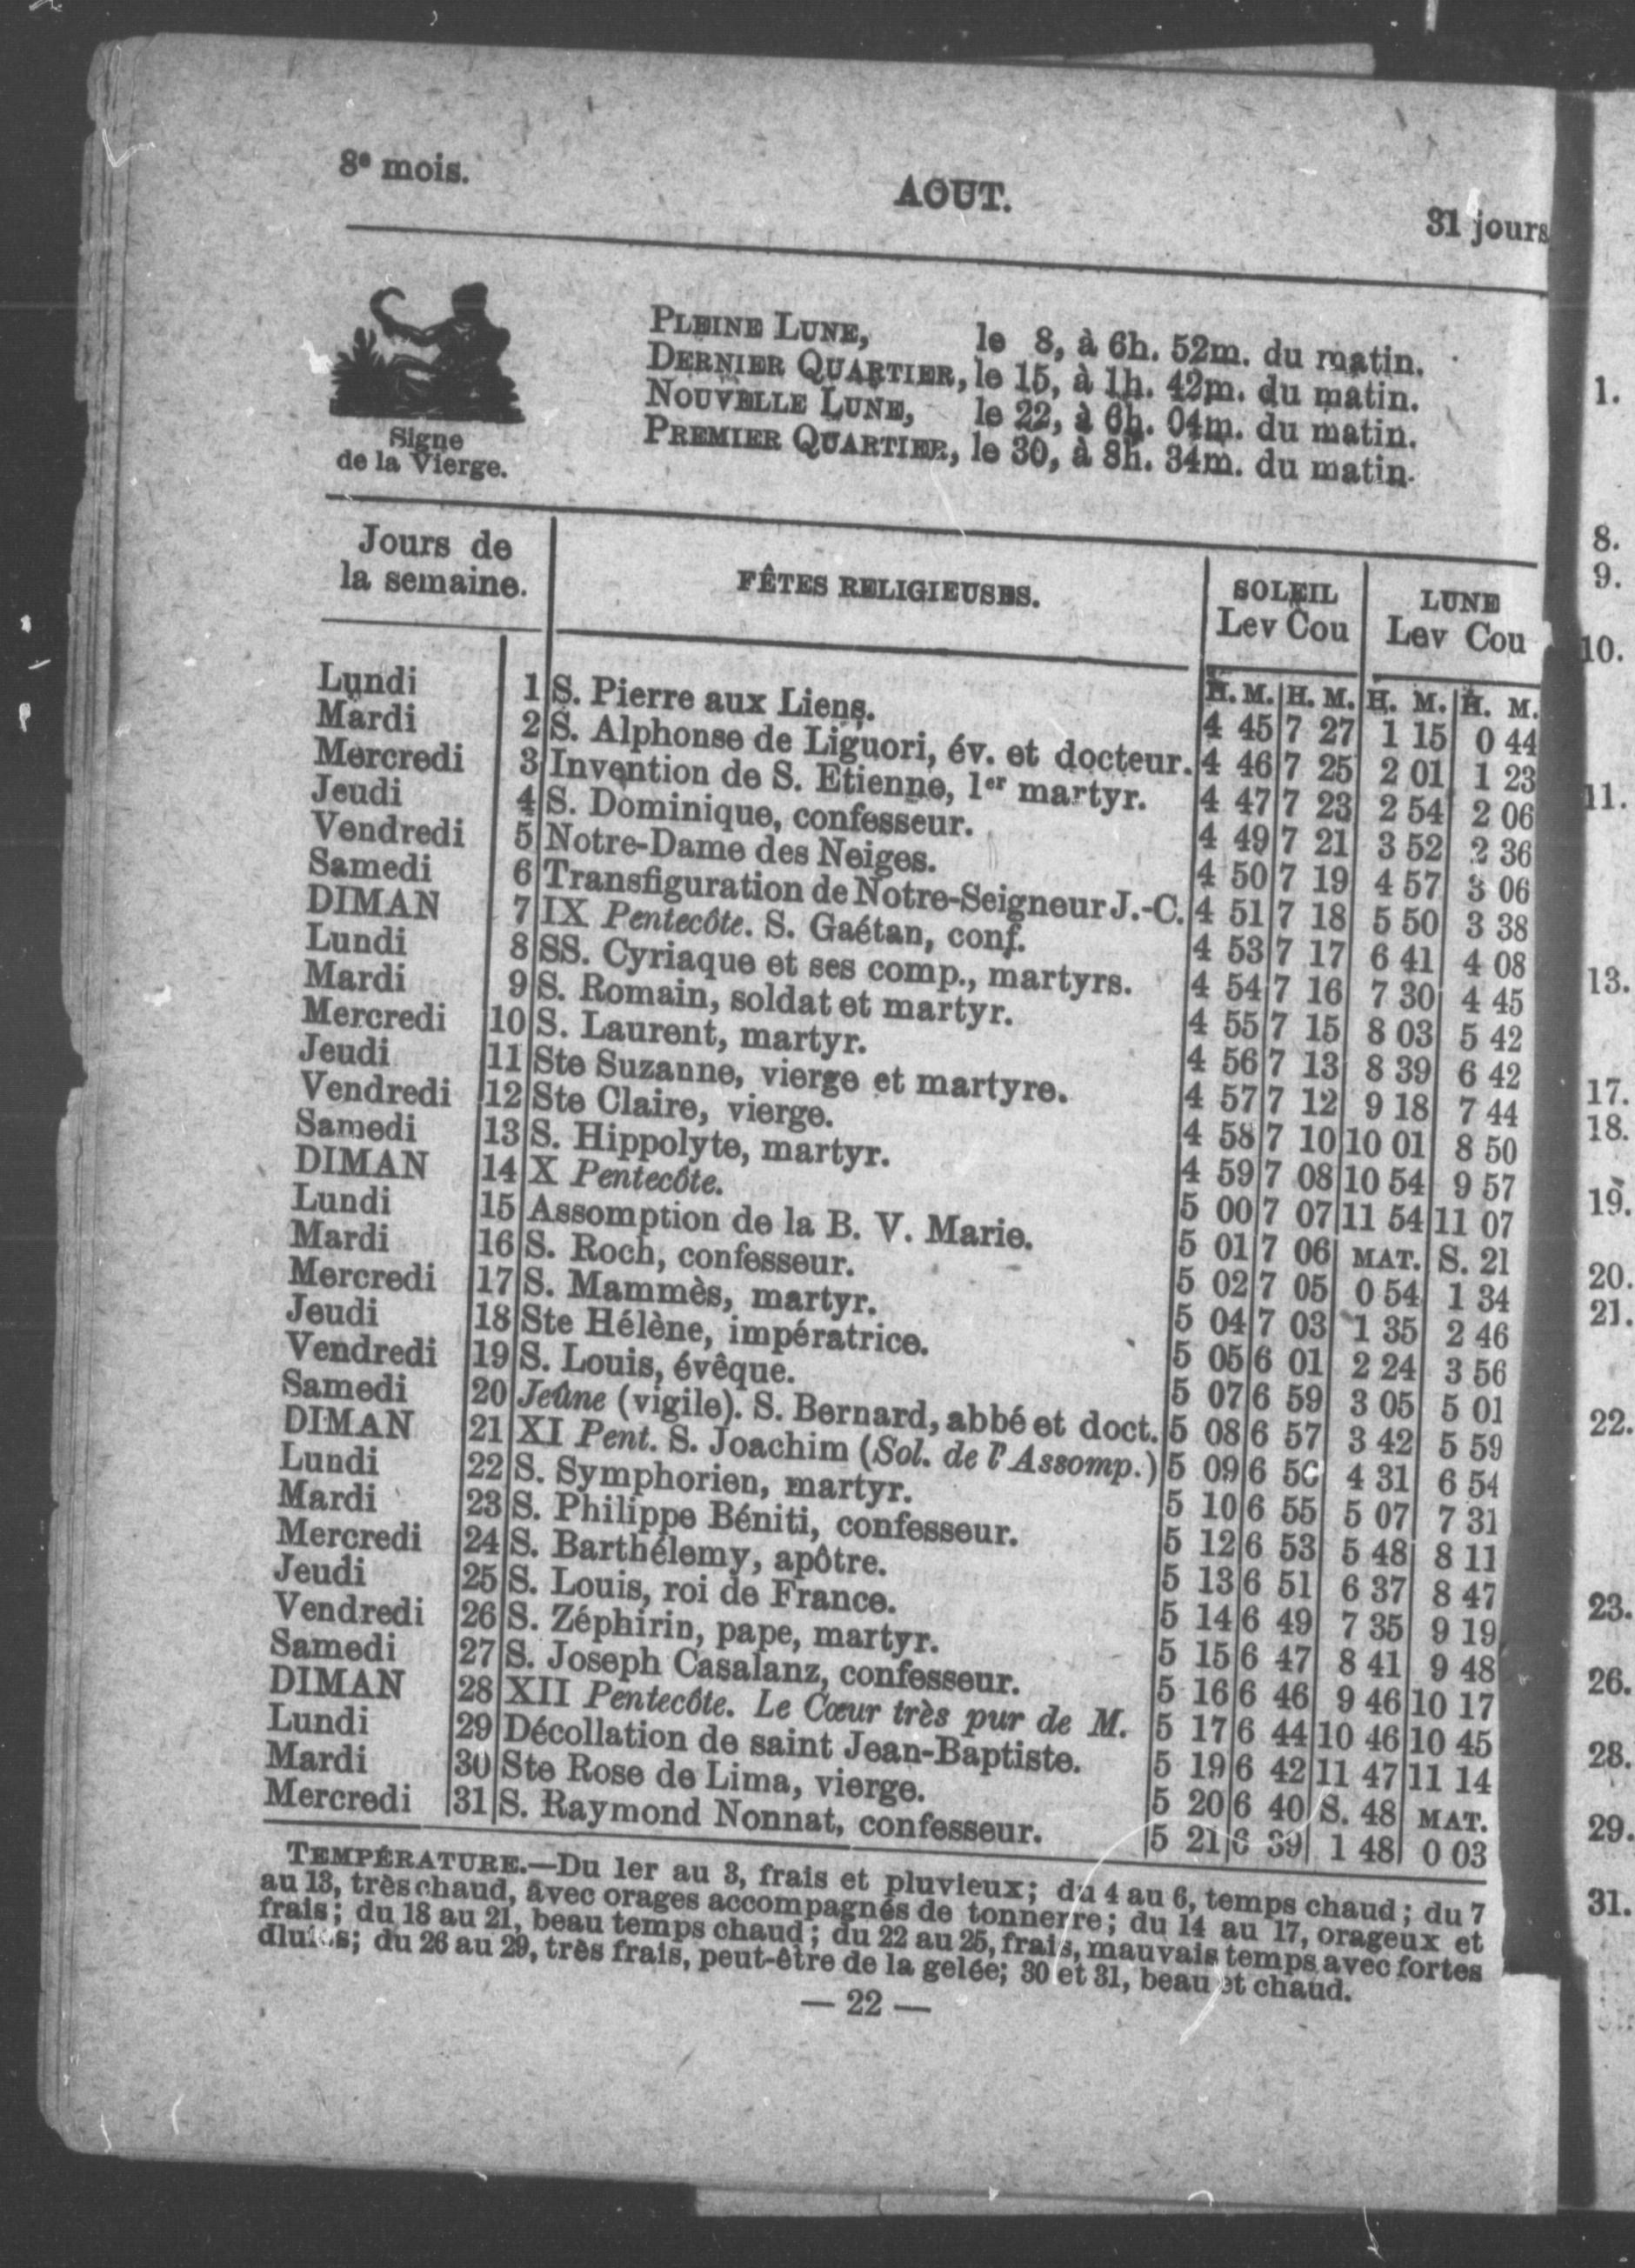 8e mois.
AOUT.
31 jours
Signe
de la Vierge.
PLEINE LUNE, le 8, à 6h. 52m. du matin.
DERNIER QUARTIER, le 15, à 1h. 42m. du matin.
NOUVELLE LUNE, le 22, à 6h. 04m. du matin.
PREMIER QUARTIER, le 30, à 8h. 34m. du matin.
Jours de
la semaine.
FÊTES RELIGIEUSES.
SOLEIL LUNE
Lev Cou Lev Cou
H. M. H. M. H. M. H. M.
Lundi 1 S. Pierre aux Liens. 4 45 7 27 1 15 0 44
Mardi 2 S. Alphonse de Liguori, év. et docteur. 4 46 7 25 2 01 1 23
Mercredi 3 Invention de S. Etienne, 1er martyr. 4 47 7 23 2 54 2 06
Jeudi 4 S. Dominique, confesseur. 4 49 7 21 3 52 2 36
Vendredi 5 Notre-Dame des Neiges. 4 50 7 19 4 57 3 06
Samedi 6 Transfiguration de Notre-Seigneur J.-C. 4 51 7 18 5 50 3 38
DIMAN 7 IX Pentecôte. S. Gaétan, conf. 4 53 7 17 6 41 4 08
Lundi 8 SS. Cyriaque et ses comp., martyrs. 4 54 7 16 7 30 4 45
Mardi 9 S. Romain, soldat et martyr. 4 55 7 15 8 03 5 42
Mercredi 10 S. Laurent, martyr. 4 56 7 13 8 39 6 42
Jeudi 11 Ste Suzanne, vierge et martyre. 4 57 7 12 9 18 7 44
Vendredi 12 Ste Claire, vierge. 4 58 7 10 10 01 8 50
Samedi 13 S. Hippolyte, martyr. 4 59 7 08 10 54 9 57
DIMAN 14 X Pentecôte. 5 00 7 07 11 54 11 07
Lundi 15 Assomption de la B. V. Marie. 5 01 7 06 MAT. S. 21
Mardi 16 S. Roch, confesseur. 5 02 7 05 0 54 1 34
Mercredi 17 S. Mammès, martyr. 5 04 7 03 1 35 2 46
Jeudi 18 Ste Hélène, impératrice. 5 05 6 01 2 24 3 56
Vendredi 19 S. Louis, évêque. 5 07 6 59 3 05 5 01
Samedi 20 Jeûne (vigile). S. Bernard, abbé et doct. 5 08 6 57 3 42 5 59
DIMAN 21 XI Pent. S. Joachim (Sol. de l'Assomp.) 5 09 6 56 4 31 6 54
Lundi 22 S. Symphorien, martyr. 5 10 6 55 5 07 7 31
Mardi 23 S. Philippe Béniti, confesseur. 5 12 6 53 5 48 8 11
Mercredi 24 S. Barthélemy, apôtre. 5 13 6 51 6 37 8 47
Jeudi 25 S. Louis, roi de France. 5 14 6 49 7 35 9 19
Vendredi 26 S. Zéphirin, pape, martyr. 5 15 6 47 8 41 9 48
Samedi 27 S. Joseph Casalanz, confesseur. 5 16 6 46 9 46 10 17
DIMAN 28 XII Pentecôte. Le Cœur très pur de M. 5 17 6 44 10 46 10 45
Lundi 29 Décollation de saint Jean-Baptiste. 5 19 6 42 11 47 11 14
Mardi 30 Ste Rose de Lima, vierge. 5 20 6 40 S. 48 MAT.
Mercredi 31 S. Raymond Nonnat, confesseur. 5 21 6 39 1 48 0 03
TEMPÉRATURE.—Du 1er au 3, frais et pluvieux; du 4 au 6, temps chaud; du 7
au 13, très chaud, avec orages accompagnés de tonnerre; du 14 au 17, orageux et
frais; du 18 au 21, beau temps chaud; du 22 au 25, frais, mauvais temps avec fortes
dluies; du 26 au 29, très frais, peut-être de la gelée; 30 et 31, beau et chaud.
— 22 —
1.
8.
9.
10.
11.
13.
17.
18.
19.
20.
21.
22.
23.
26.
28.
29.
31.